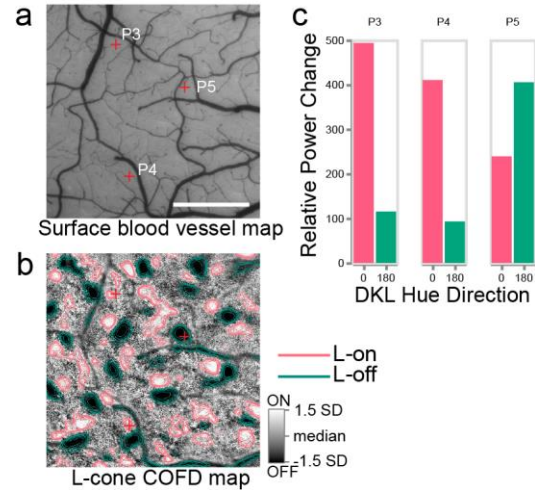 a
P3
P5
P4
Surface blood vessel map
b
L-cone COFD map
c
P3 P4 P5
Relative Power Change
500
400
300
200
100
0
0 180 0 180 0 180
DKL Hue Direction
L-on
L-off
ON
1.5 SD
median
-1.5 SD
OFF